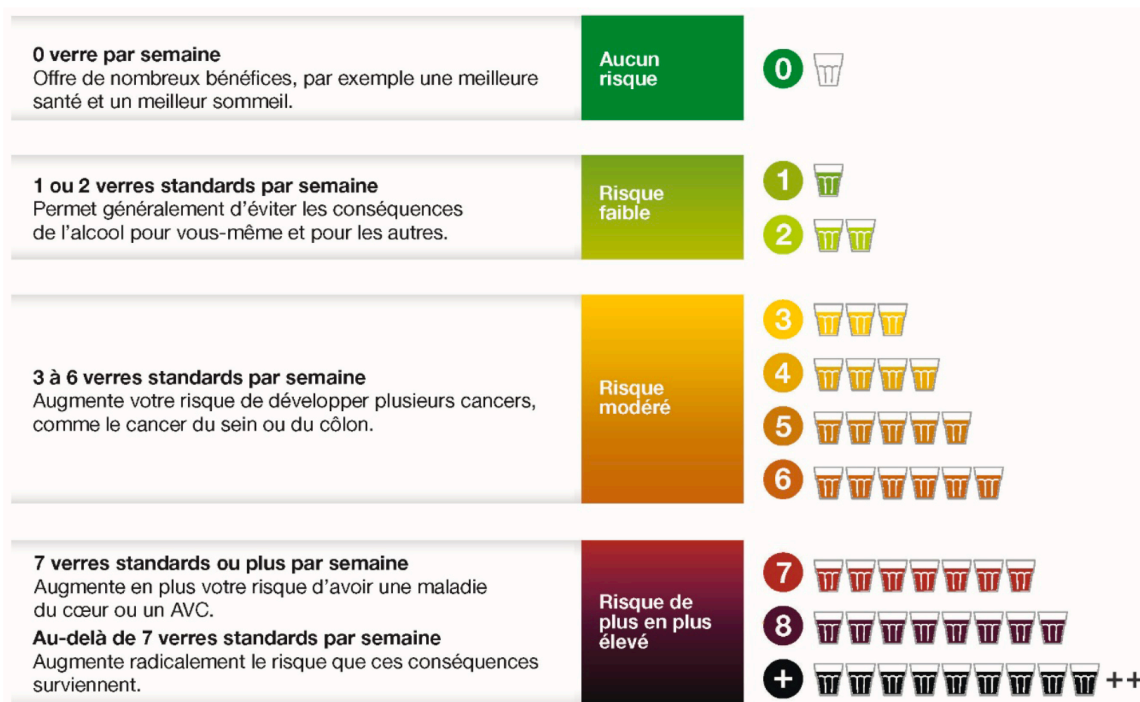 0 verre par semaine
Offre de nombreux bénéfices, par exemple une meilleure
santé et un meilleur sommeil.
Aucun
risque
0
1 ou 2 verres standards par semaine
Permet généralement d'éviter les conséquences
de l'alcool pour vous-même et pour les autres.
Risque
faible
1
2
3 à 6 verres standards par semaine
Augmente votre risque de développer plusieurs cancers,
comme le cancer du sein ou du côlon.
Risque
modéré
3
4
5
6
7 verres standards ou plus par semaine
Augmente en plus votre risque d'avoir une maladie
du cœur ou un AVC.
Au-delà de 7 verres standards par semaine
Augmente radicalement le risque que ces conséquences
surviennent.
Risque de
plus en plus
élevé
7
8
+
++